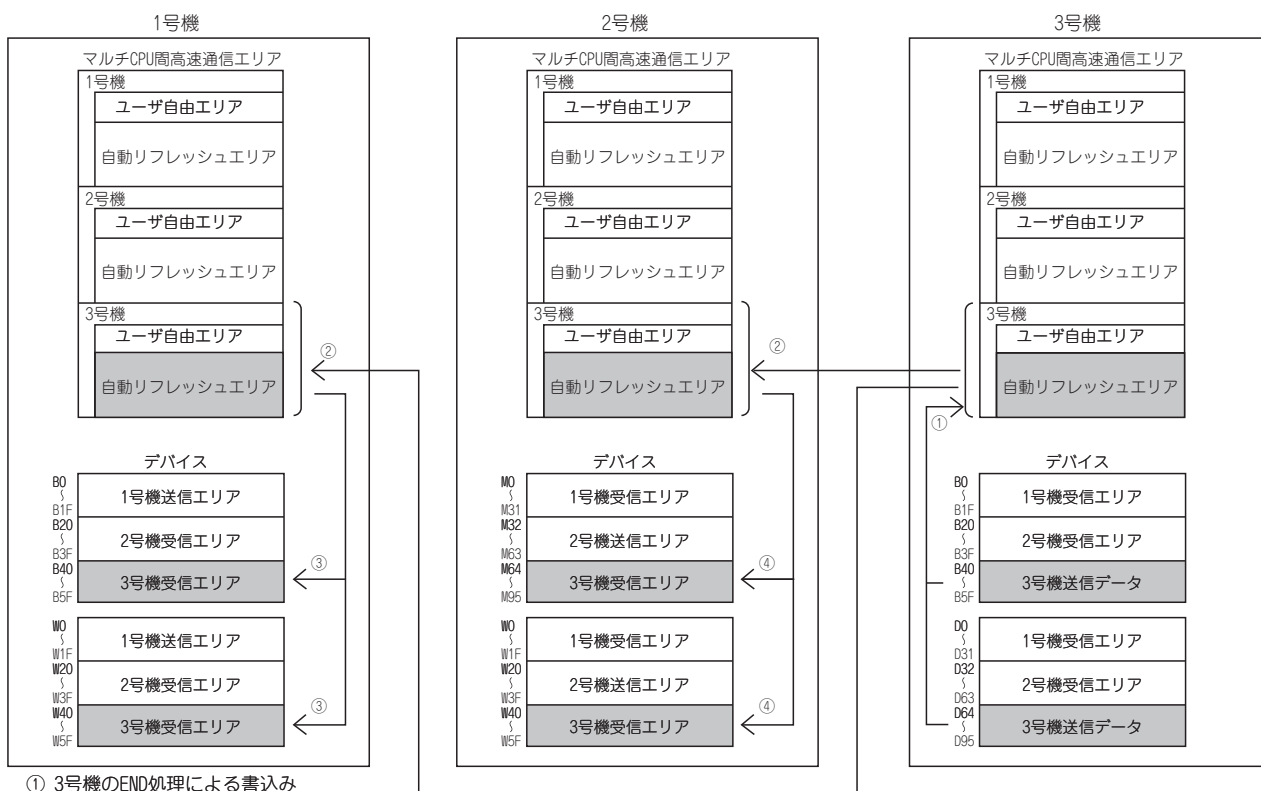 1号機
マルチCPU間高速通信エリア
1号機
ユーザ自由エリア
自動リフレッシュエリア
2号機
ユーザ自由エリア
自動リフレッシュエリア
3号機
ユーザ自由エリア
自動リフレッシュエリア
②
デバイス
B0
〜
B1F
1号機送信エリア
B20
〜
B3F
2号機受信エリア
B40
〜
B5F
3号機受信エリア
③
W0
〜
W1F
1号機送信エリア
W20
〜
W3F
2号機受信エリア
W40
〜
W5F
3号機受信エリア
③
2号機
マルチCPU間高速通信エリア
1号機
ユーザ自由エリア
自動リフレッシュエリア
2号機
ユーザ自由エリア
自動リフレッシュエリア
3号機
ユーザ自由エリア
自動リフレッシュエリア
②
デバイス
M0
〜
M31
1号機受信エリア
M32
〜
M63
2号機送信エリア
M64
〜
M95
3号機受信エリア
④
W0
〜
W1F
1号機受信エリア
W20
〜
W3F
2号機送信エリア
W40
〜
W5F
3号機受信エリア
④
3号機
マルチCPU間高速通信エリア
1号機
ユーザ自由エリア
自動リフレッシュエリア
2号機
ユーザ自由エリア
自動リフレッシュエリア
3号機
ユーザ自由エリア
自動リフレッシュエリア
①
デバイス
B0
〜
B1F
1号機受信エリア
B20
〜
B3F
2号機受信エリア
B40
〜
B5F
3号機送信データ
D0
〜
D31
1号機受信エリア
D32
〜
D63
2号機受信エリア
D64
〜
D95
3号機送信データ
① 3号機のEND処理による書込み